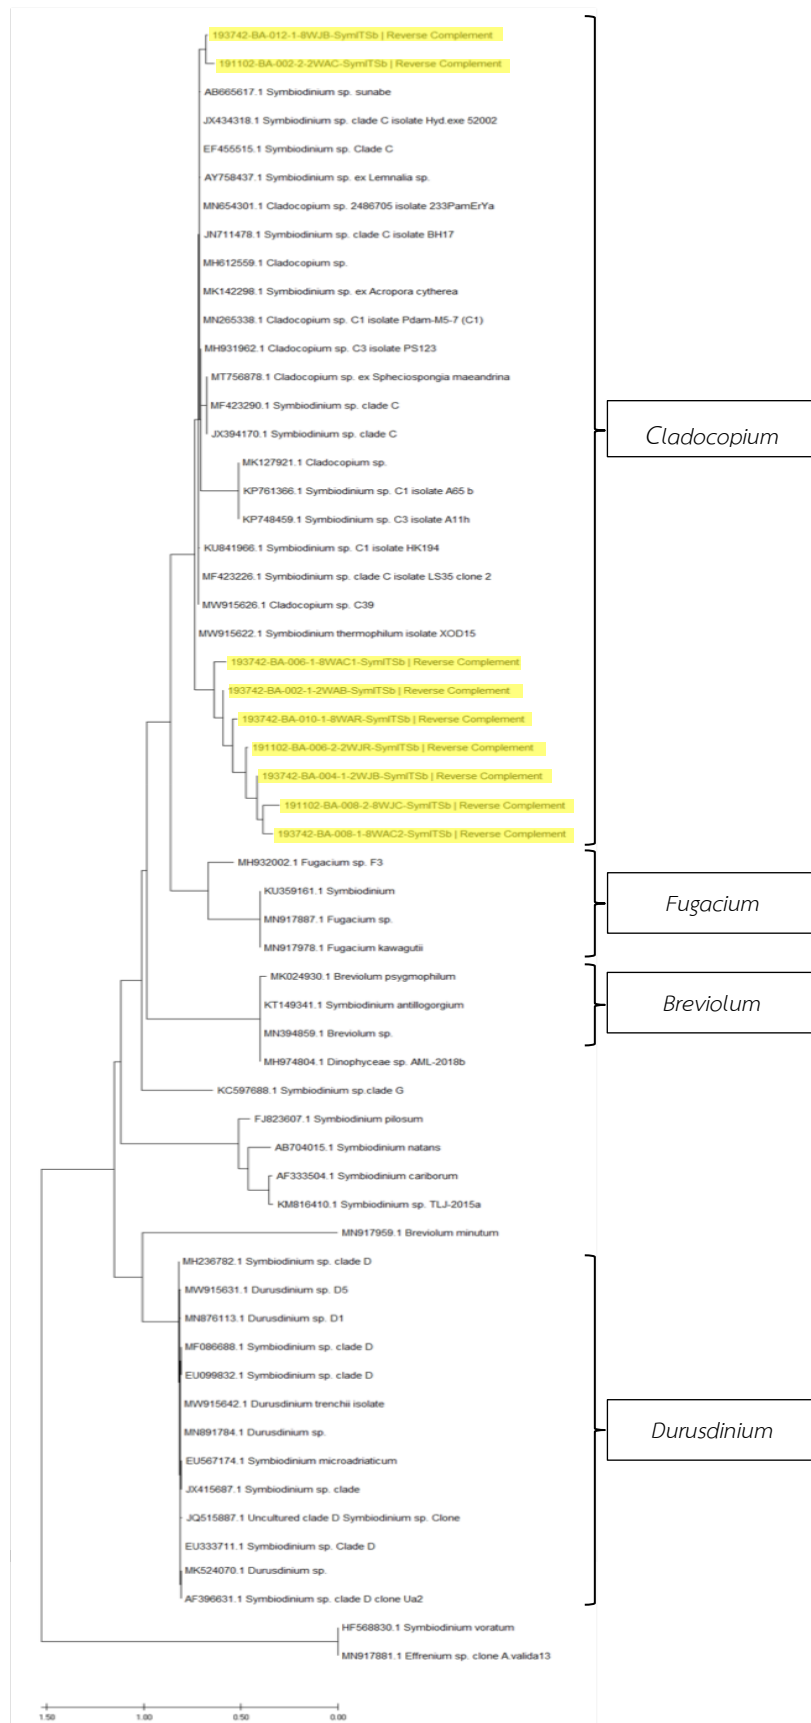 193742-BA-012-1-8WJB-SymITSb | Reverse Complement
191102-BA-002-2-2WAC-SymITSb | Reverse Complement
AB665617.1 Symbiodinium sp. sunabe
JX434318.1 Symbiodinium sp. clade C isolate Hyd.exe 52002
EF455515.1 Symbiodinium sp. Clade C
AY758437.1 Symbiodinium sp. ex Lemnalia sp.
MN654301.1 Cladocopium sp. 2486705 isolate 233PamErYa
JN711478.1 Symbiodinium sp. clade C isolate BH17
MH612559.1 Cladocopium sp.
MK142298.1 Symbiodinium sp. ex Acropora cytherea
MN265338.1 Cladocopium sp. C1 isolate Pdam-M5-7 (C1)
MH931962.1 Cladocopium sp. C3 isolate PS123
MT756878.1 Cladocopium sp. ex Spheciospongia maeandrina
MF423290.1 Symbiodinium sp. clade C
JX394170.1 Symbiodinium sp. clade C
Cladocopium
MK127921.1 Cladocopium sp.
KP761366.1 Symbiodinium sp. C1 isolate A65 b
KP748459.1 Symbiodinium sp. C3 isolate A11h
KU841966.1 Symbiodinium sp. C1 isolate HK194
MF423226.1 Symbiodinium sp. clade C isolate LS35 clone 2
MW915626.1 Cladocopium sp. C39
MW915622.1 Symbiodinium thermophilum isolate XOD15
193742-BA-006-1-8WAC1-SymITSb | Reverse Complement
193742-BA-002-1-2WAB-SymITSb | Reverse Complement
193742-BA-010-1-8WAR-SymITSb | Reverse Complement
191102-BA-006-2-2WJR-SymITSb | Reverse Complement
193742-BA-004-1-2WJB-SymITSb | Reverse Complement
191102-BA-008-2-8WJC-SymITSb | Reverse Complement
193742-BA-008-1-8WAC2-SymITSb | Reverse Complement
MH932002.1 Fugacium sp. F3
KU359161.1 Symbiodinium
Fugacium
MN917887.1 Fugacium sp.
MN917978.1 Fugacium kawagutii
MK024930.1 Breviolum psygmophilum
KT149341.1 Symbiodinium antillogorgium
Breviolum
MN394859.1 Breviolum sp.
MH974804.1 Dinophyceae sp. AML-2018b
KC597688.1 Symbiodinium sp.clade G
FJ823607.1 Symbiodinium pilosum
AB704015.1 Symbiodinium natans
AF333504.1 Symbiodinium cariborum
KM816410.1 Symbiodinium sp. TLJ-2015a
MN917959.1 Breviolum minutum
MH236782.1 Symbiodinium sp. clade D
MW915631.1 Durusdinium sp. D5
MN876113.1 Durusdinium sp. D1
MF086688.1 Symbiodinium sp. clade D
EU099832.1 Symbiodinium sp. clade D
MW915642.1 Durusdinium trenchii isolate
MN891784.1 Durusdinium sp.
Durusdinium
EU567174.1 Symbiodinium microadriaticum
JX415687.1 Symbiodinium sp. clade
JQ515887.1 Uncultured clade D Symbiodinium sp. Clone
EU333711.1 Symbiodinium sp. Clade D
MK524070.1 Durusdinium sp.
AF396631.1 Symbiodinium sp. clade D clone Ua2
HF568830.1 Symbiodinium voratum
MN917881.1 Effrenium sp. clone A.valida13
1.50 1.00 0.50 0.00